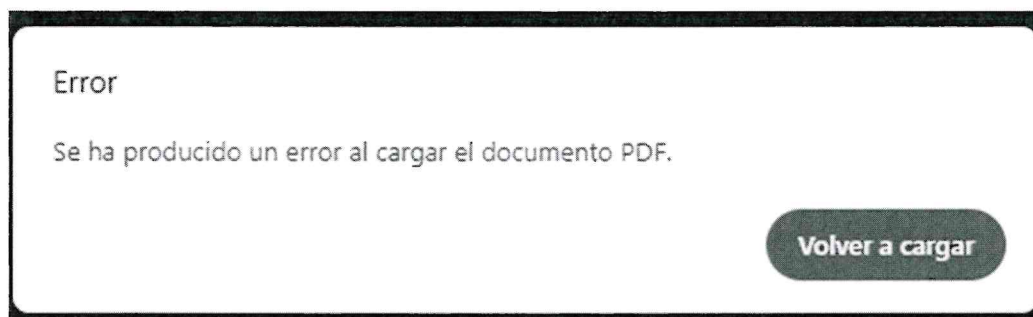 Error
Se ha producido un error al cargar el documento PDF.
Volver a cargar